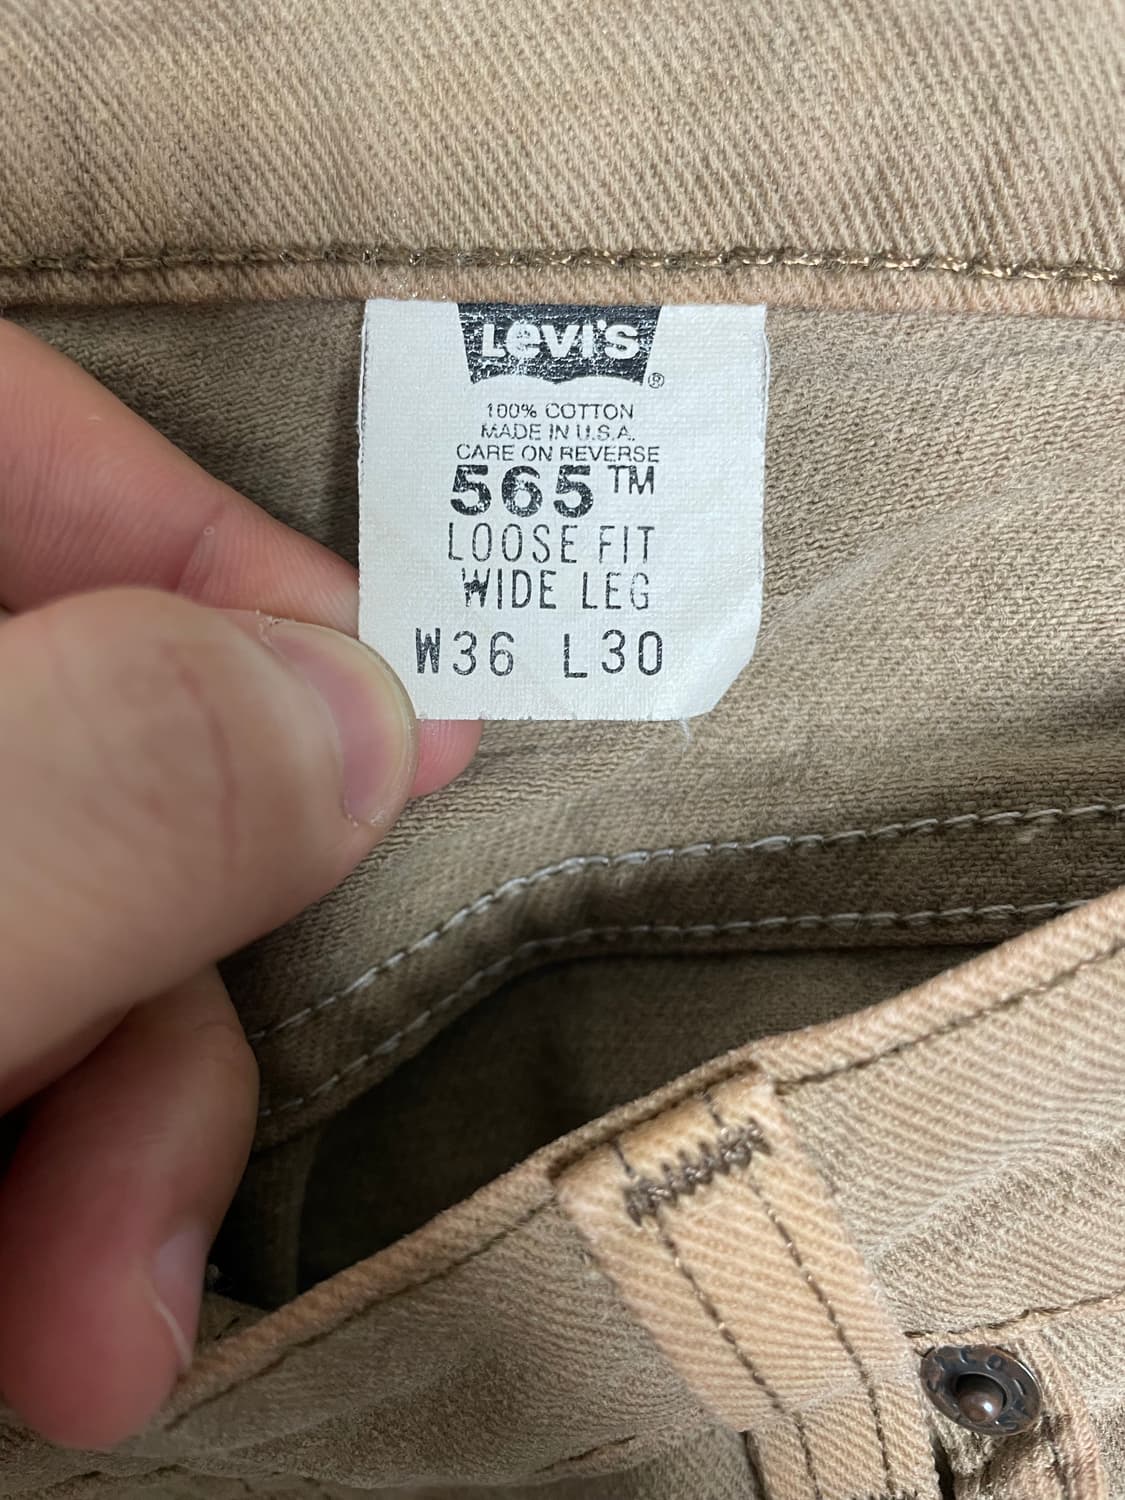 Levi's
®
100% COTTON
MADE IN U.S.A.
CARE ON REVERSE
565™
LOOSE FIT
WIDE LEG
W36 L30